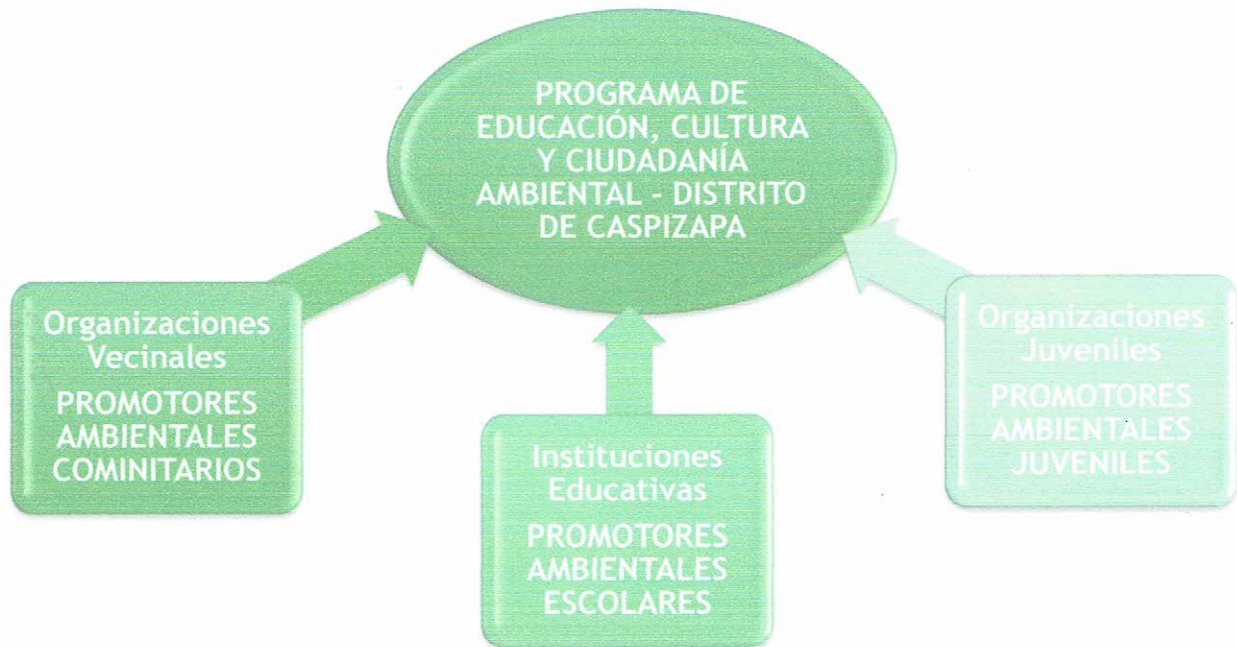 PROGRAMA DE
EDUCACIÓN, CULTURA
Y CIUDADANÍA
AMBIENTAL - DISTRITO
DE CASPIZAPA
Organizaciones
Vecinales
PROMOTORES
AMBIENTALES
COMINITARIOS
Instituciones
Educativas
PROMOTORES
AMBIENTALES
ESCOLARES
Organizaciones
Juveniles
PROMOTORES
AMBIENTALES
JUVENILES